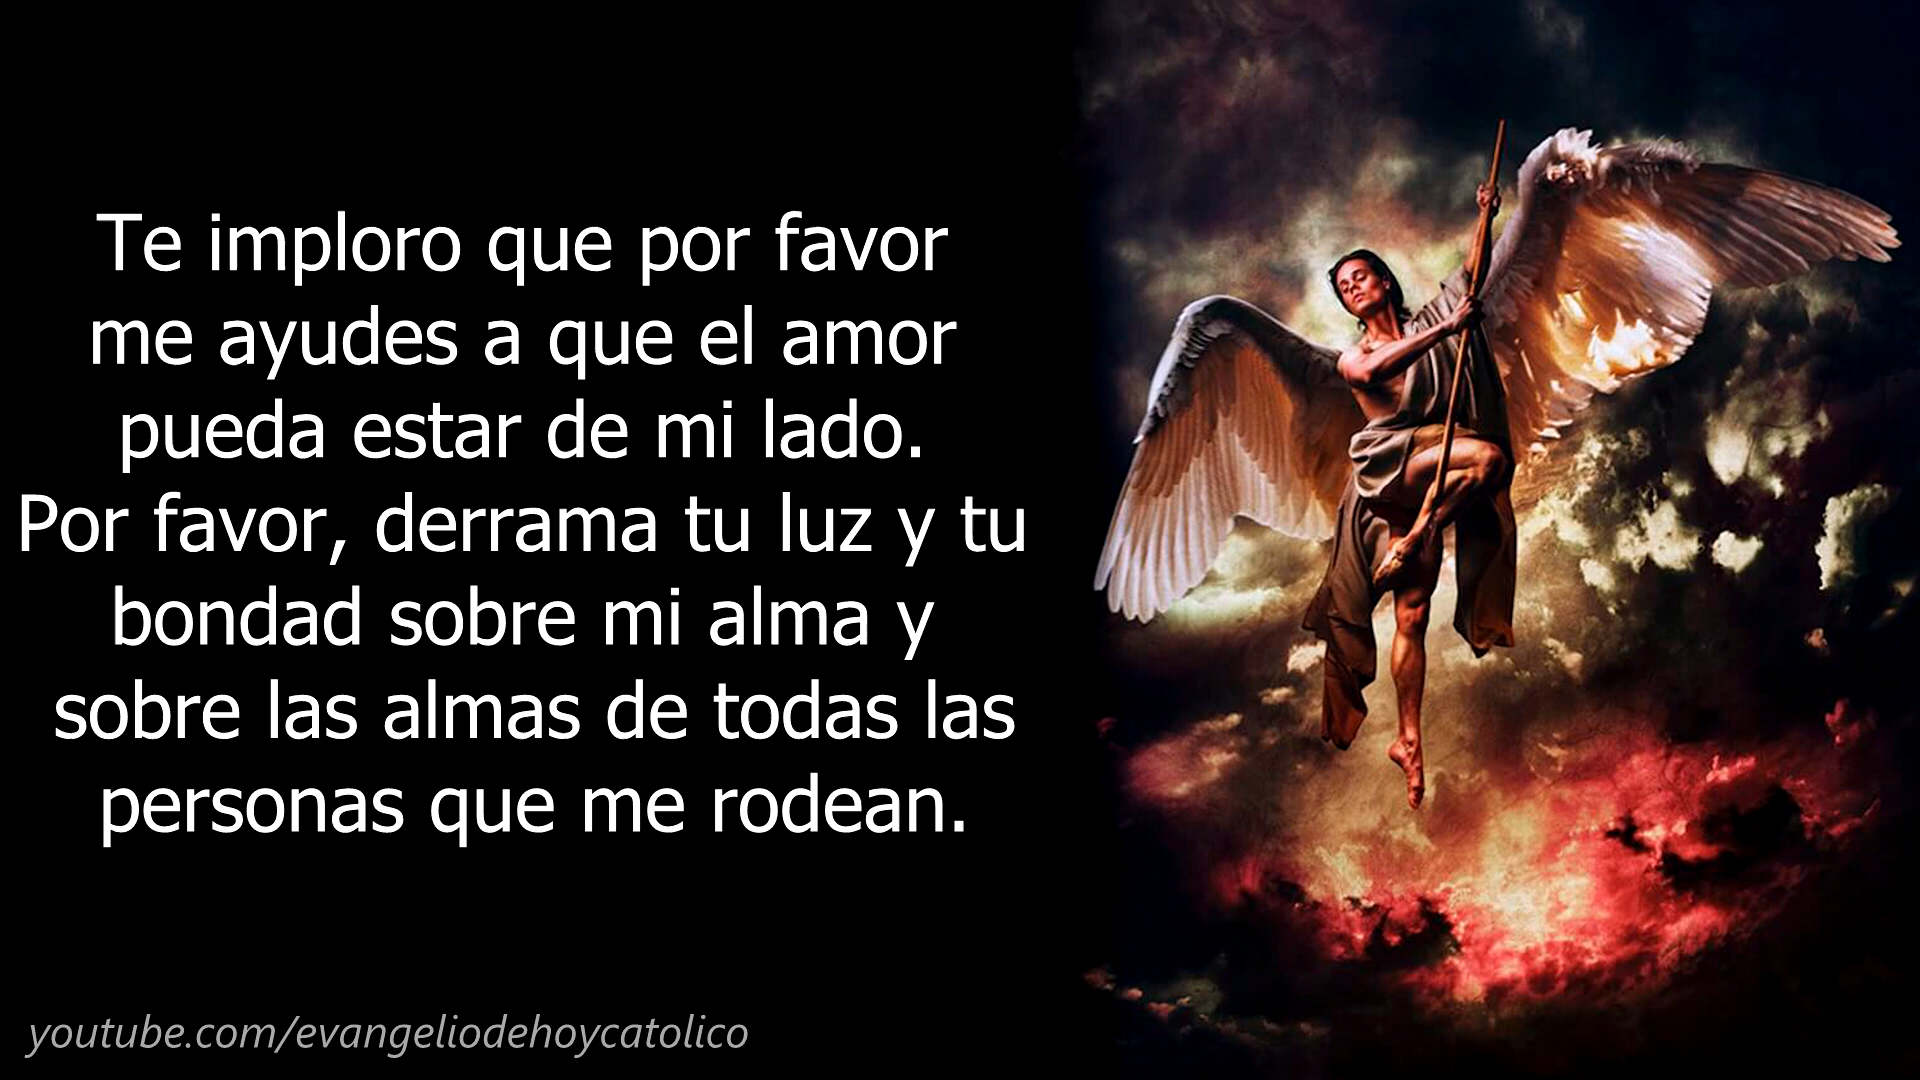 Te imploro que por favor
me ayudes a que el amor
pueda estar de mi lado.
Por favor, derrama tu luz y tu
bondad sobre mi alma y
sobre las almas de todas las
personas que me rodean.
youtube.com/evangeliodehoycatolico